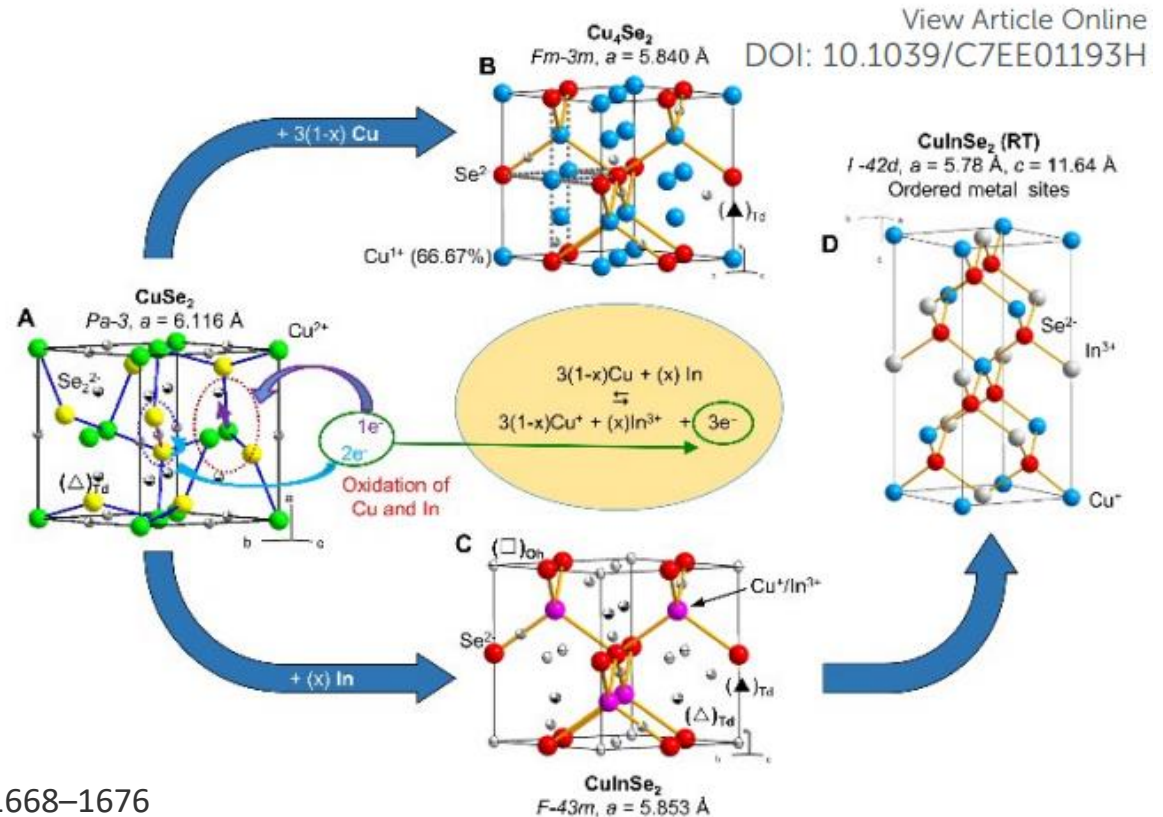 View Article Online
DOI: 10.1039/C7EE01193H
Cu₄Se₂
Fm-3m, a = 5.840 Å
B
+ 3(1-x) Cu
Se²
(▲)Td
Cu¹⁺ (66.67%)
CuInSe₂ (RT)
I -42d, a = 5.78 Å, c = 11.64 Å
Ordered metal sites
D
Se²⁻
In³⁺
Cu⁺
CuSe₂
Pa-3, a = 6.116 Å
A
Cu²⁺
Se₂²⁻
(△)Td
a
b
c
1e⁻
2e⁻
Oxidation of
Cu and In
3(1-x)Cu + (x) In
⇆
3(1-x)Cu⁺ + (x)In³⁺ + 3e⁻
+ (x) In
C
(□)Oh
Cu⁺/In³⁺
Se²⁻
(▲)Td
(△)Td
b
c
CuInSe₂
F-43m, a = 5.853 Å
1668–1676